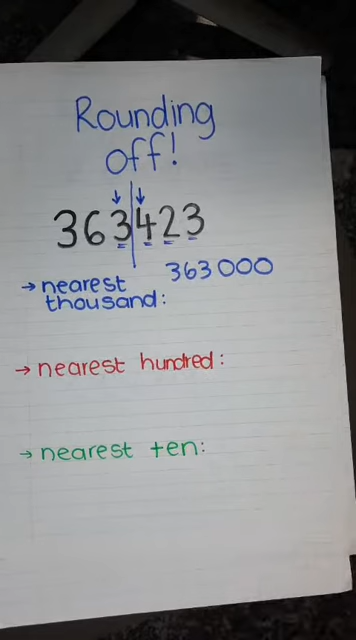 Rounding
off!
363423
→ nearest 363000
thousand:
→ nearest hundred:
→ nearest ten: